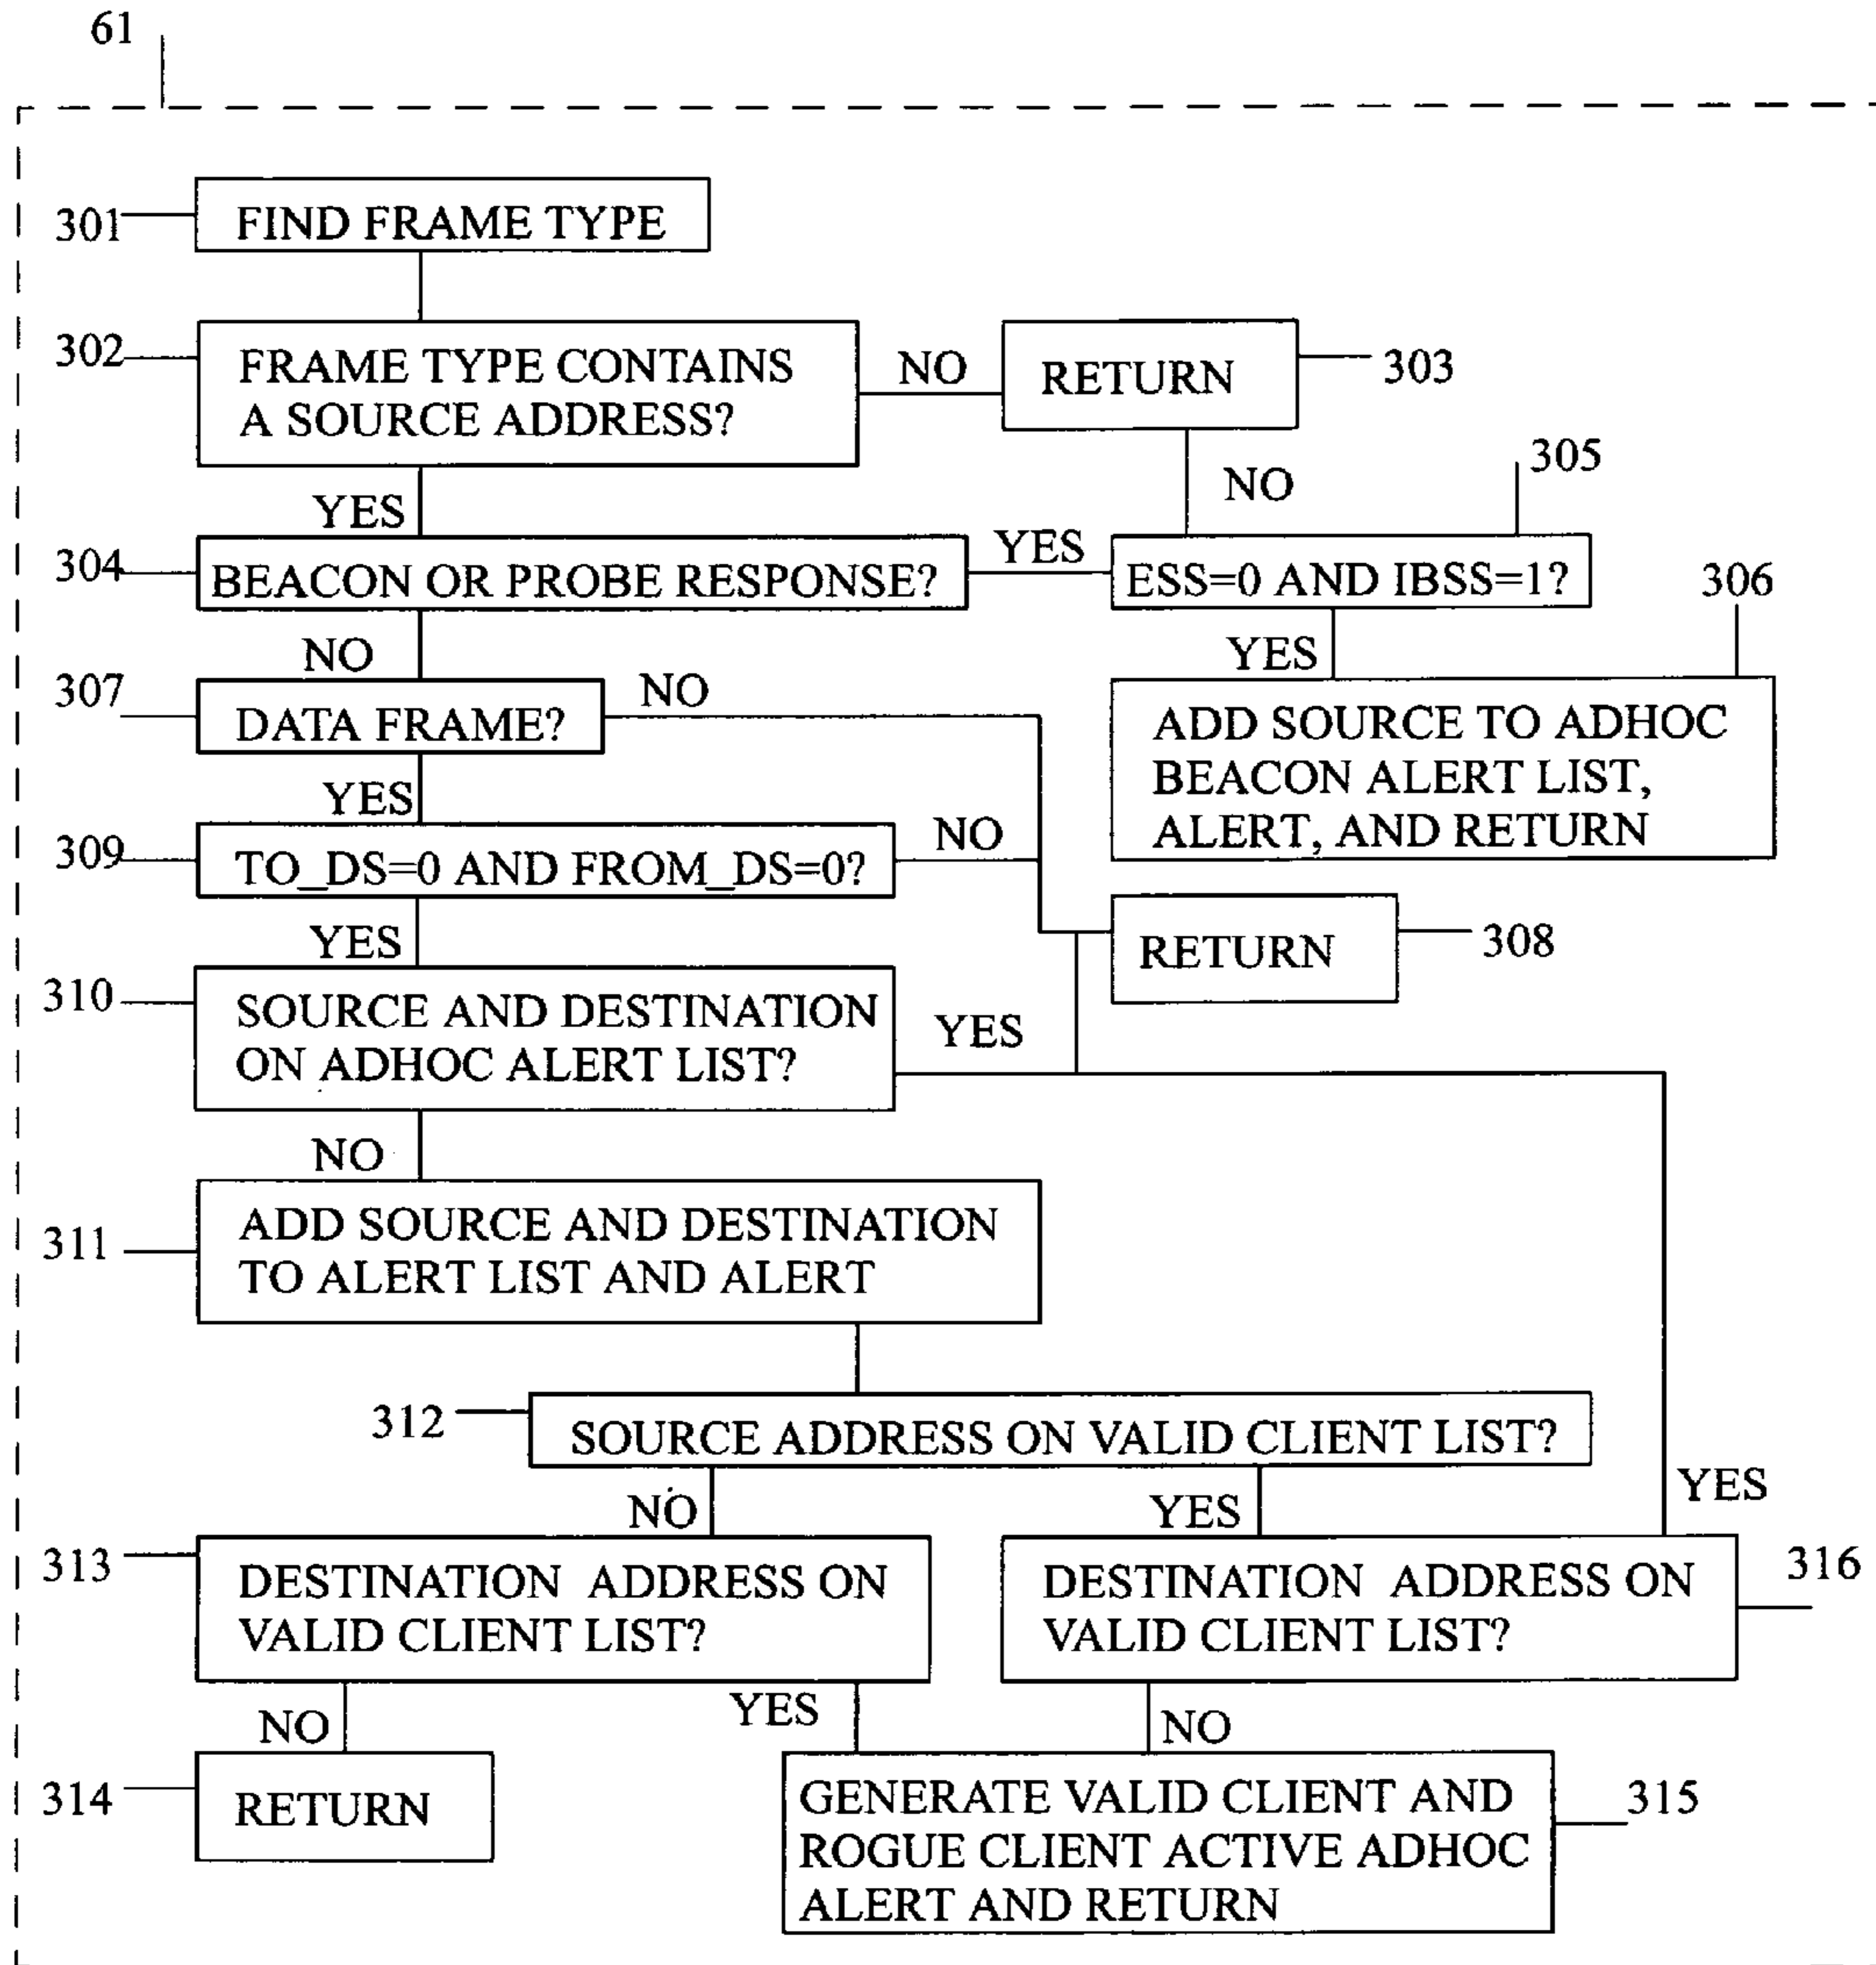 61
301
FIND FRAME TYPE
302
FRAME TYPE CONTAINS
A SOURCE ADDRESS?
NO
RETURN
303
YES
NO
305
304
BEACON OR PROBE RESPONSE?
YES
ESS=0 AND IBSS=1?
306
NO
YES
307
DATA FRAME?
NO
ADD SOURCE TO ADHOC
BEACON ALERT LIST,
ALERT, AND RETURN
YES
309
TO_DS=0 AND FROM_DS=0?
NO
YES
RETURN
308
310
SOURCE AND DESTINATION
ON ADHOC ALERT LIST?
YES
NO
311
ADD SOURCE AND DESTINATION
TO ALERT LIST AND ALERT
312
SOURCE ADDRESS ON VALID CLIENT LIST?
NO
YES
YES
313
DESTINATION ADDRESS ON
VALID CLIENT LIST?
DESTINATION ADDRESS ON
VALID CLIENT LIST?
316
NO
YES
NO
314
RETURN
GENERATE VALID CLIENT AND
ROGUE CLIENT ACTIVE ADHOC
ALERT AND RETURN
315